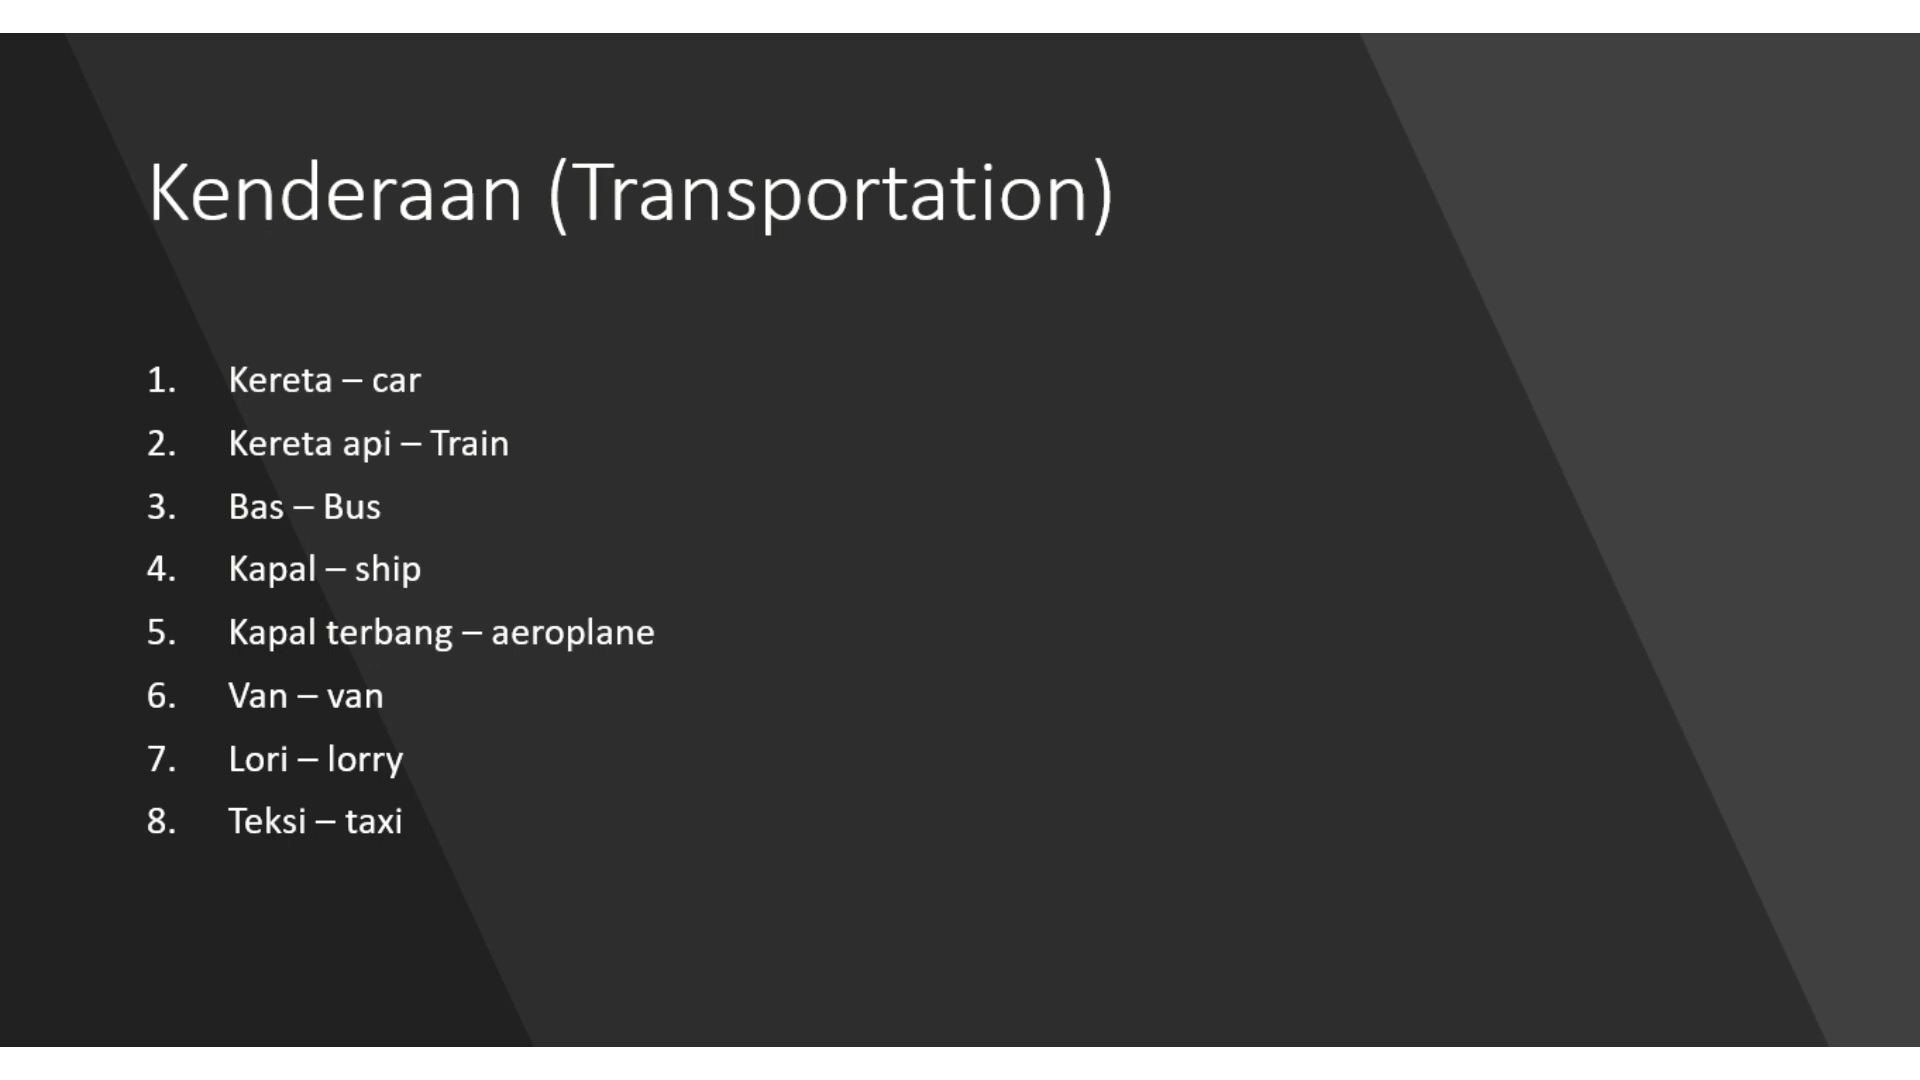 Kenderaan (Transportation)
1. Kereta – car
2. Kereta api – Train
3. Bas – Bus
4. Kapal – ship
5. Kapal terbang – aeroplane
6. Van – van
7. Lori – lorry
8. Teksi – taxi